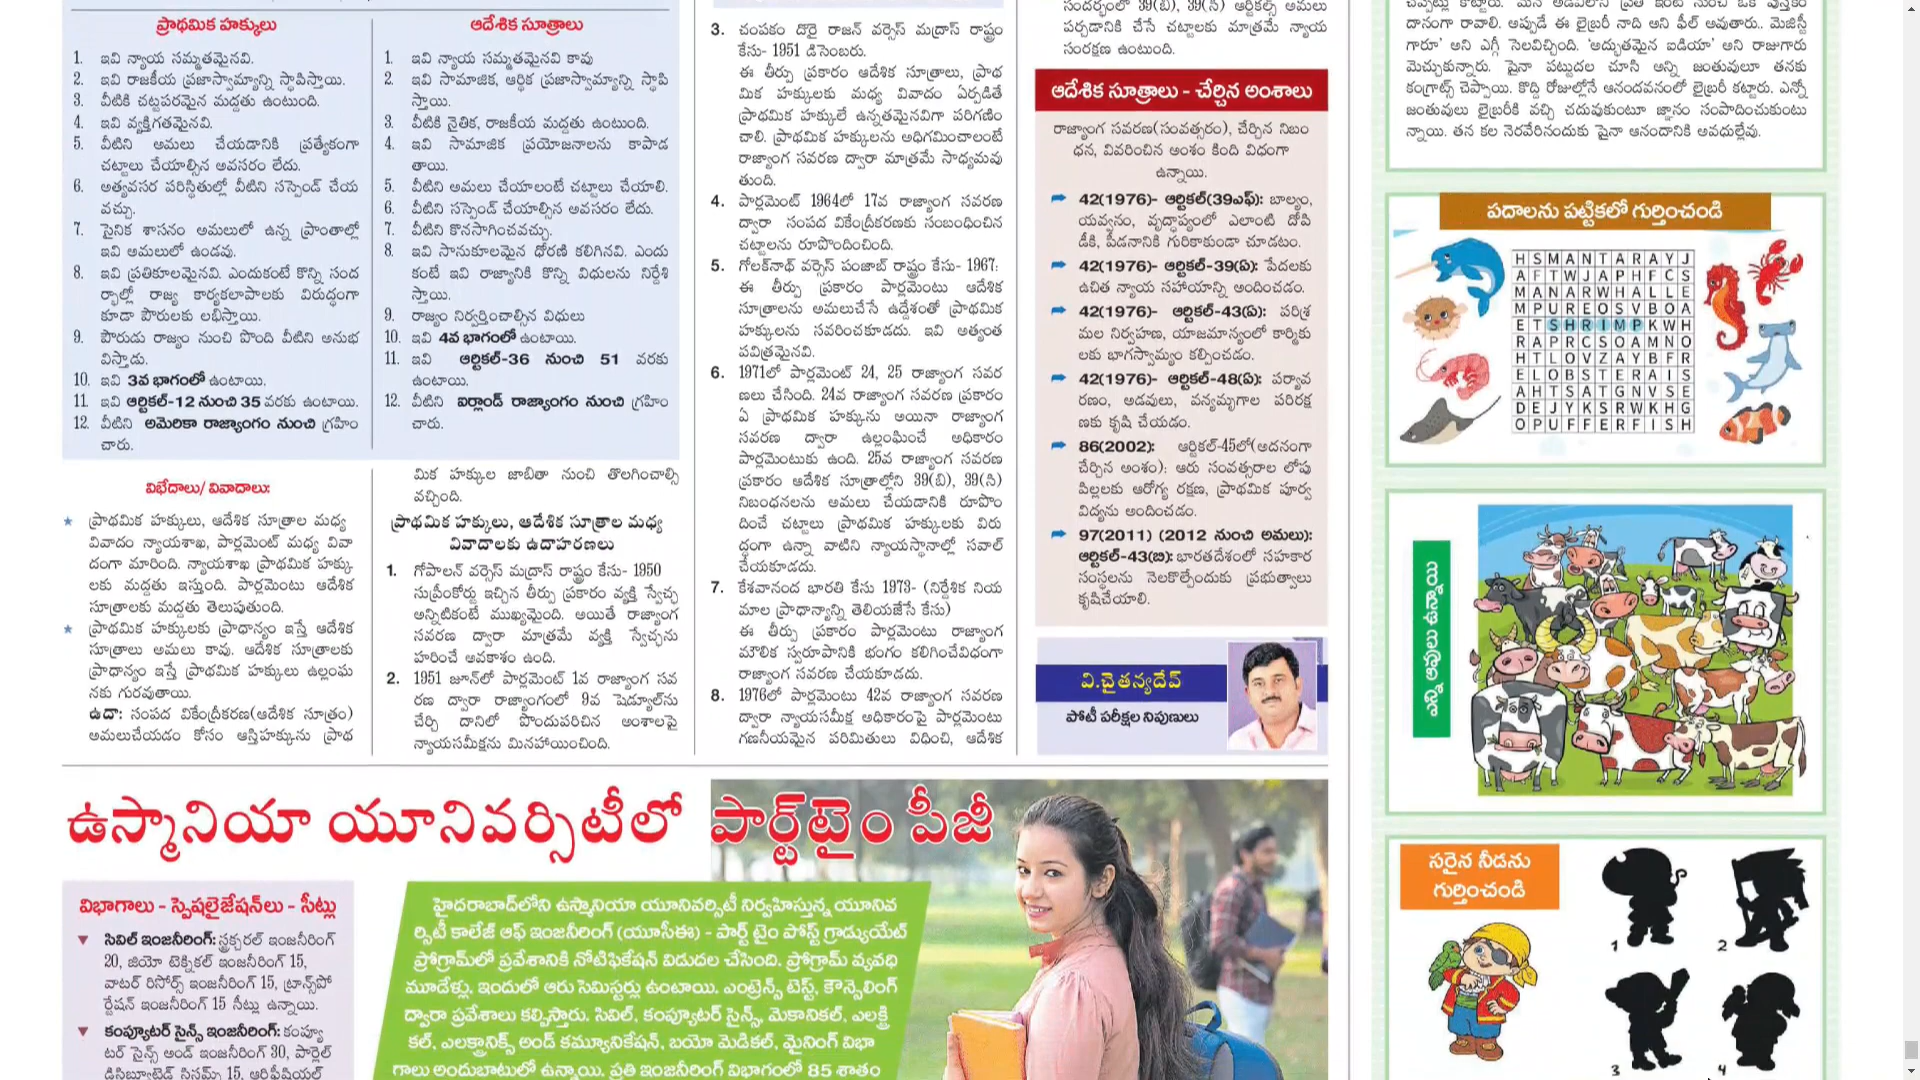 ప్రాథమిక హక్కులు
1. ఇవి న్యాయ సమ్మతమైనవి.
2. ఇవి రాజకీయ ప్రజాస్వామ్యాన్ని స్థాపిస్తాయి.
3. వీటికి చట్టపరమైన మద్దతు ఉంటుంది.
4. ఇవి వ్యక్తిగతమైనవి.
5. వీటిని అమలు చేయడానికి ప్రత్యేకంగా
చట్టాలు చేయాల్సిన అవసరం లేదు.
6. అత్యవసర పరిస్థితుల్లో వీటిని సస్పెండ్ చేయ
వచ్చు.
7. సైనిక శాసనం అమలులో ఉన్న ప్రాంతాల్లో
ఇవి అమలులో ఉండవు.
8. ఇవి ప్రతికూలమైనవి. ఎందుకంటే కొన్ని సంద
ర్భాల్లో రాజ్య కార్యకలాపాలకు విరుద్ధంగా
కూడా పౌరులకు లభిస్తాయి.
9. పౌరుడు రాజ్యం నుంచి పొంది వీటిని అనుభ
విస్తాడు.
10. ఇవి 3వ భాగంలో ఉంటాయి.
11. ఇవి ఆర్టికల్-12 నుంచి 35 వరకు ఉంటాయి.
12. వీటిని అమెరికా రాజ్యాంగం నుంచి గ్రహిం
చారు.
ఆదేశిక సూత్రాలు
1. ఇవి న్యాయ సమ్మతమైనవి కావు
2. ఇవి సామాజిక, ఆర్థిక ప్రజాస్వామ్యాన్ని స్థాపి
స్తాయి.
3. వీటికి నైతిక, రాజకీయ మద్దతు ఉంటుంది.
4. ఇవి సామాజిక ప్రయోజనాలను కాపాడ
తాయి.
5. వీటిని అమలు చేయాలంటే చట్టాలు చేయాలి.
6. వీటిని సస్పెండ్ చేయాల్సిన అవసరం లేదు.
7. వీటిని కొనసాగించవచ్చు.
8. ఇవి సానుకూలమైన ధోరణి కలిగినవి. ఎందు
కంటే ఇవి రాజ్యానికి కొన్ని విధులను నిర్దేశి
స్తాయి.
9. రాజ్యం నిర్వర్తించాల్సిన విధులు
10. ఇవి 4వ భాగంలో ఉంటాయి.
11. ఇవి ఆర్టికల్-36 నుంచి 51 వరకు
ఉంటాయి.
12. వీటిని ఐర్లాండ్ రాజ్యాంగం నుంచి గ్రహిం
చారు.
విభేదాలు/ వివాదాలు:
★ ప్రాథమిక హక్కులు, ఆదేశిక సూత్రాల మధ్య
వివాదం న్యాయశాఖ, పార్లమెంట్ మధ్య వివా
దంగా మారింది. న్యాయశాఖ ప్రాథమిక హక్కు
లకు మద్దతు ఇస్తుంది. పార్లమెంటు ఆదేశిక
సూత్రాలకు మద్దతు తెలుపుతుంది.
★ ప్రాథమిక హక్కులకు ప్రాధాన్యం ఇస్తే ఆదేశిక
సూత్రాలు అమలు కావు. ఆదేశిక సూత్రాలకు
ప్రాధాన్యం ఇస్తే ప్రాథమిక హక్కులు ఉల్లంఘ
నకు గురవుతాయి.
ఉదా: సంపద వికేంద్రీకరణ(ఆదేశిక సూత్రం)
అమలుచేయడం కోసం ఆస్తిహక్కును ప్రాథ
మిక హక్కుల జాబితా నుంచి తొలగించాల్సి
వచ్చింది.
ప్రాథమిక హక్కులు, ఆదేశిక సూత్రాల మధ్య
వివాదాలకు ఉదాహరణలు
1. గోపాలన్ వర్సెస్ మద్రాస్ రాష్ట్రం కేసు- 1950
సుప్రీంకోర్టు ఇచ్చిన తీర్పు ప్రకారం వ్యక్తి స్వేచ్ఛ
అన్నిటికంటే ముఖ్యమైంది. అయితే రాజ్యాంగ
సవరణ ద్వారా మాత్రమే వ్యక్తి స్వేచ్ఛను
హరించే అవకాశం ఉంది.
2. 1951 జూన్‌లో పార్లమెంట్ 1వ రాజ్యాంగ సవ
రణ ద్వారా రాజ్యాంగంలో 9వ షెడ్యూల్‌ను
చేర్చి దానిలో పొందుపరిచిన అంశాలపై
న్యాయసమీక్షను మినహాయించింది.
3. చంపకం దొరై రాజన్ వర్సెస్ మద్రాస్ రాష్ట్రం
కేసు- 1951 డిసెంబరు.
ఈ తీర్పు ప్రకారం ఆదేశిక సూత్రాలు, ప్రాథ
మిక హక్కులకు మధ్య వివాదం ఏర్పడితే
ప్రాథమిక హక్కులే ఉన్నతమైనవిగా పరిగణిం
చాలి. ప్రాథమిక హక్కులను అధిగమించాలంటే
రాజ్యాంగ సవరణ ద్వారా మాత్రమే సాధ్యమవు
తుంది.
4. పార్లమెంట్ 1964లో 17వ రాజ్యాంగ సవరణ
ద్వారా సంపద వికేంద్రీకరణకు సంబంధించిన
చట్టాలను రూపొందించింది.
5. గోలక్‌నాథ్ వర్సెస్ పంజాబ్ రాష్ట్రం కేసు- 1967:
ఈ తీర్పు ప్రకారం పార్లమెంటు ఆదేశిక
సూత్రాలను అమలుచేసే ఉద్దేశంతో ప్రాథమిక
హక్కులను సవరించకూడదు. ఇవి అత్యంత
పవిత్రమైనవి.
6. 1971లో పార్లమెంట్ 24, 25 రాజ్యాంగ సవర
ణలు చేసింది. 24వ రాజ్యాంగ సవరణ ప్రకారం
ఏ ప్రాథమిక హక్కును అయినా రాజ్యాంగ
సవరణ ద్వారా ఉల్లంఘించే అధికారం
పార్లమెంటుకు ఉంది. 25వ రాజ్యాంగ సవరణ
ప్రకారం ఆదేశిక సూత్రాల్లోని 39(బి), 39(సి)
నిబంధనలను అమలు చేయడానికి రూపొం
దించే చట్టాలు ప్రాథమిక హక్కులకు విరు
ద్ధంగా ఉన్నా వాటిని న్యాయస్థానాల్లో సవాల్
చేయకూడదు.
7. కేశవానంద భారతి కేసు 1973- (నిర్దేశిక నియ
మాల ప్రాధాన్యాన్ని తెలియజేసే కేసు)
ఈ తీర్పు ప్రకారం పార్లమెంటు రాజ్యాంగ
మౌలిక స్వరూపానికి భంగం కలిగించేవిధంగా
రాజ్యాంగ సవరణ చేయకూడదు.
8. 1976లో పార్లమెంటు 42వ రాజ్యాంగ సవరణ
ద్వారా న్యాయసమీక్ష అధికారంపై పార్లమెంటు
గణనీయమైన పరిమితులు విధించి, ఆదేశిక
సందర్భంలో 39(బి), 39(సి) ఆర్టికల్స్ అమలు
పర్చడానికి చేసే చట్టాలకు మాత్రమే న్యాయ
సంరక్షణ ఉంటుంది.
ఆదేశిక సూత్రాలు - చేర్చిన అంశాలు
రాజ్యాంగ సవరణ(సంవత్సరం), చేర్చిన నిబం
ధన, వివరించిన అంశం కింది విధంగా
ఉన్నాయి.
42(1976)- ఆర్టికల్(39ఎఫ్): బాల్యం,
యవ్వనం, వృద్ధాప్యంలో ఎలాంటి దోపి
డీకి, పీడనానికి గురికాకుండా చూడటం.
42(1976)- ఆర్టికల్-39(ఏ): పేదలకు
ఉచిత న్యాయ సహాయాన్ని అందించడం.
42(1976)- ఆర్టికల్-43(ఏ): పరిశ్ర
మల నిర్వహణ, యాజమాన్యంలో కార్మికు
లకు భాగస్వామ్యం కల్పించడం.
42(1976)- ఆర్టికల్-48(ఏ): పర్యావ
రణం, అడవులు, వన్యమృగాల పరిరక్ష
ణకు కృషి చేయడం.
86(2002): ఆర్టికల్-45లో(అదనంగా
చేర్చిన అంశం): ఆరు సంవత్సరాల లోపు
పిల్లలకు ఆరోగ్య రక్షణ, ప్రాథమిక పూర్వ
విద్యను అందించడం.
97(2011) (2012 నుంచి అమలు):
ఆర్టికల్-43(బి): భారతదేశంలో సహకార
సంస్థలను నెలకొల్పేందుకు ప్రభుత్వాలు
కృషిచేయాలి.
వి.చైతన్యదేవ్
పోటీ పరీక్షల నిపుణులు
దానంగా రావాలి. అప్పుడే ఈ లైబ్రరీ నాది అని ఫీల్ అవుతారు.. మెజిస్టీ
గారూ' అని ఎగ్గీ సెలవిచ్చింది. 'అద్భుతమైన ఐడియా' అని రాజుగారు
మెచ్చుకున్నారు. షైనా పట్టుదల చూసి అన్ని జంతువులూ తనకు
కంగ్రాట్స్ చెప్పాయి. కొద్ది రోజుల్లోనే ఆనందవనంలో లైబ్రరీ కట్టారు. ఎన్నో
జంతువులు లైబ్రరీకి వచ్చి చదువుకుంటూ జ్ఞానం సంపాదించుకుంటు
న్నాయి. తన కల నెరవేరినందుకు షైనా ఆనందానికి అవధుల్లేవు.
పదాలను పట్టికలో గుర్తించండి
H S M A N T A R A Y J
A F T W J A P H F C S
M A N A R W H A L L E
M P U R E O S V B O A
E T S H R I M P K W H
R A P R C S O A M N O
H T L O V Z A Y B F R
E L O B S T E R A I S
A H T S A T G N V S E
D E J Y K S R W K H G
O P U F F E R F I S H
ఎన్ని ఆవులు ఉన్నాయి
సరైన నీడను
గుర్తించండి
1
2
3
4
ఉస్మానియా యూనివర్సిటీలో పార్ట్‌టైం పీజీ
విభాగాలు - స్పెషలైజేషన్‌లు - సీట్లు
▼ సివిల్ ఇంజనీరింగ్: స్ట్రక్చరల్ ఇంజనీరింగ్
20, జియో టెక్నికల్ ఇంజనీరింగ్ 15,
వాటర్ రిసోర్స్ ఇంజనీరింగ్ 15, ట్రాన్స్‌పో
ర్టేషన్ ఇంజనీరింగ్ 15 సీట్లు ఉన్నాయి.
▼ కంప్యూటర్ సైన్స్ ఇంజనీరింగ్: కంప్యూ
టర్ సైన్స్ అండ్ ఇంజనీరింగ్ 30, పార్లెల్
హైదరాబాద్‌లోని ఉస్మానియా యూనివర్సిటీ నిర్వహిస్తున్న యూనివ
ర్సిటీ కాలేజ్ ఆఫ్ ఇంజనీరింగ్ (యూసీఈ) - పార్ట్ టైం పోస్ట్ గ్రాడ్యుయేట్
ప్రోగ్రామ్‌లో ప్రవేశానికి నోటిఫికేషన్ విడుదల చేసింది. ప్రోగ్రామ్ వ్యవధి
మూడేళ్లు. ఇందులో ఆరు సెమిస్టర్లు ఉంటాయి. ఎంట్రెన్స్ టెస్ట్, కౌన్సెలింగ్
ద్వారా ప్రవేశాలు కల్పిస్తారు. సివిల్, కంప్యూటర్ సైన్స్, మెకానికల్, ఎలక్ట్రి
కల్, ఎలక్ట్రానిక్స్ అండ్ కమ్యూనికేషన్, బయో మెడికల్, మైనింగ్ విభా
గాలు అందుబాటులో ఉన్నాయి. ప్రతి ఇంజనీరింగ్ విభాగంలో 85 శాతం